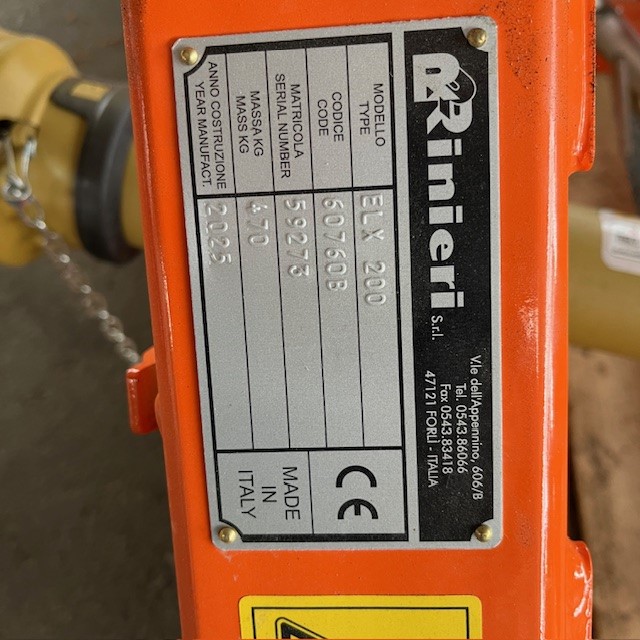 Rinieri S.r.l.
V.le dell'Appennino, 606/B
Tel. 0543.86066
Fax 0543.83418
47121 FORLÌ - ITALIA
MODELLO
TYPE
ELX 200
CODICE
CODE
60760B
MATRICOLA
SERIAL NUMBER
59273
MASSA KG
MASS KG
470
ANNO COSTRUZIONE
YEAR MANUFACT.
2025
CE
MADE
IN
ITALY